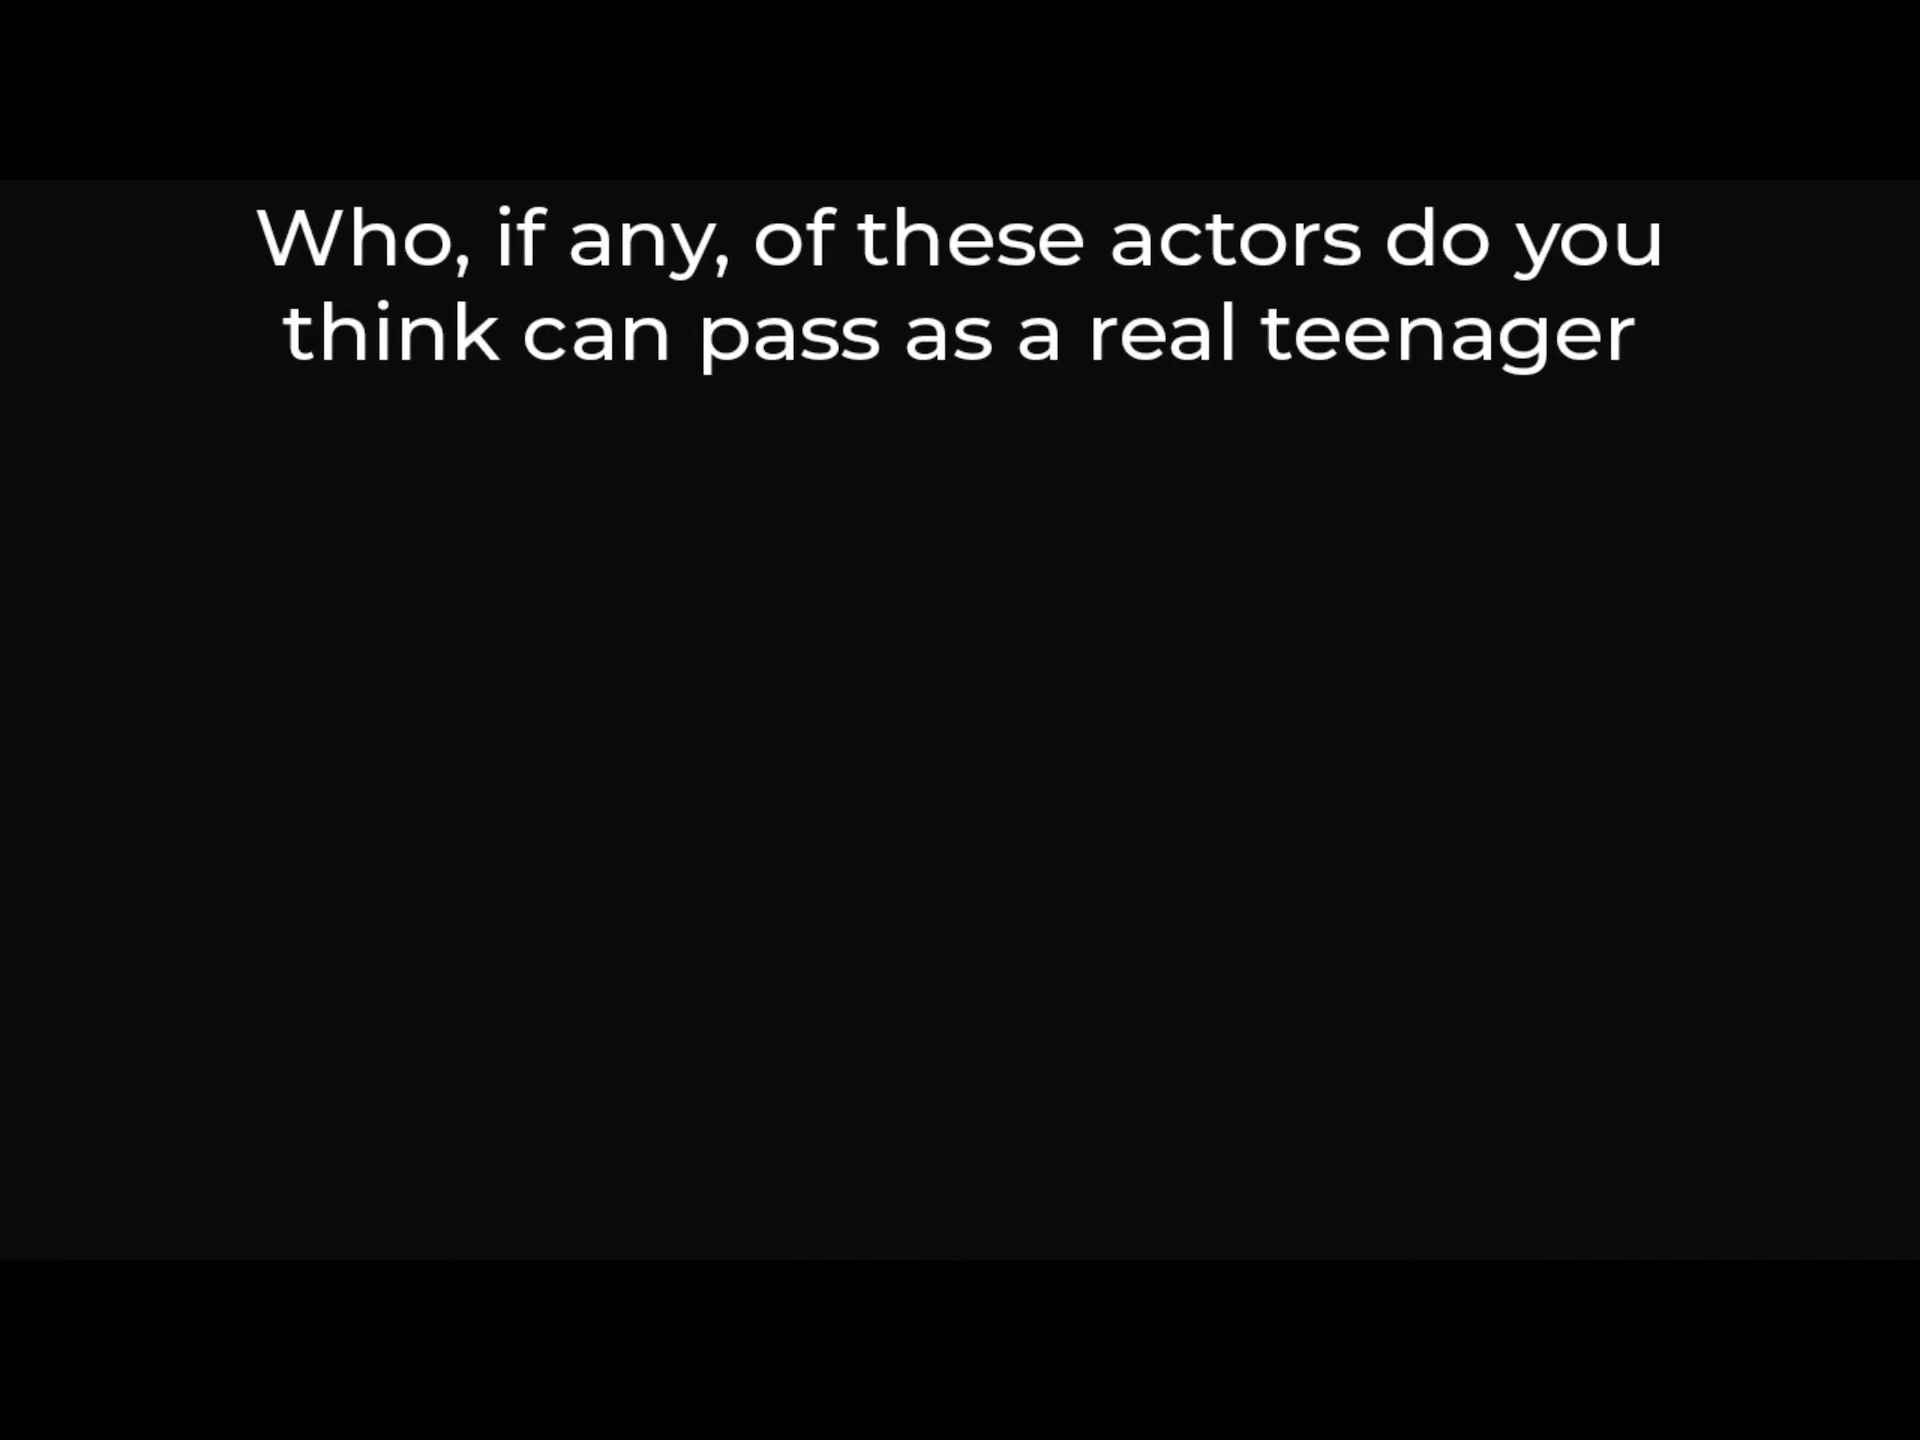 Who, if any, of these actors do you
think can pass as a real teenager